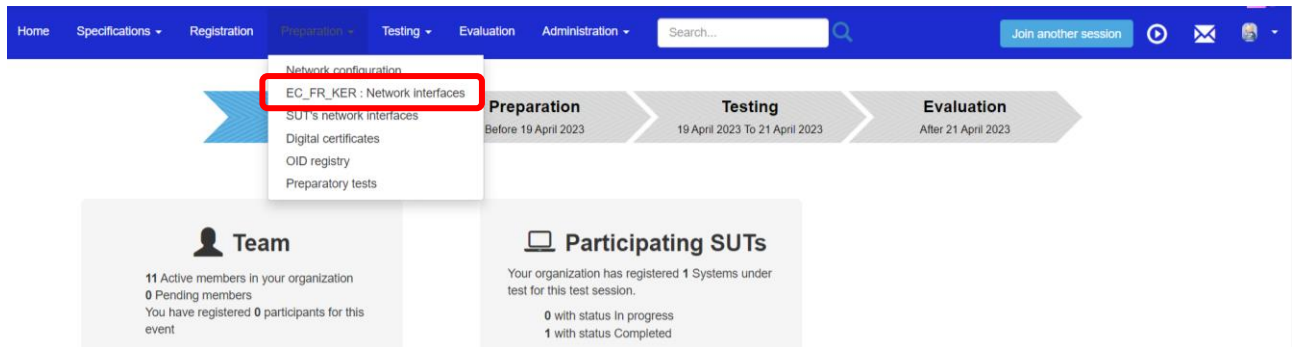 Home Specifications Registration Preparation Testing Evaluation Administration Search... Join another session
Network configuration
EC_FR_KER : Network interfaces
SUT's network interfaces
Digital certificates
OID registry
Preparatory tests
Preparation
Before 19 April 2023
Testing
19 April 2023 To 21 April 2023
Evaluation
After 21 April 2023
Team
11 Active members in your organization
0 Pending members
You have registered 0 participants for this
event
Participating SUTs
Your organization has registered 1 Systems under
test for this test session.
0 with status In progress
1 with status Completed